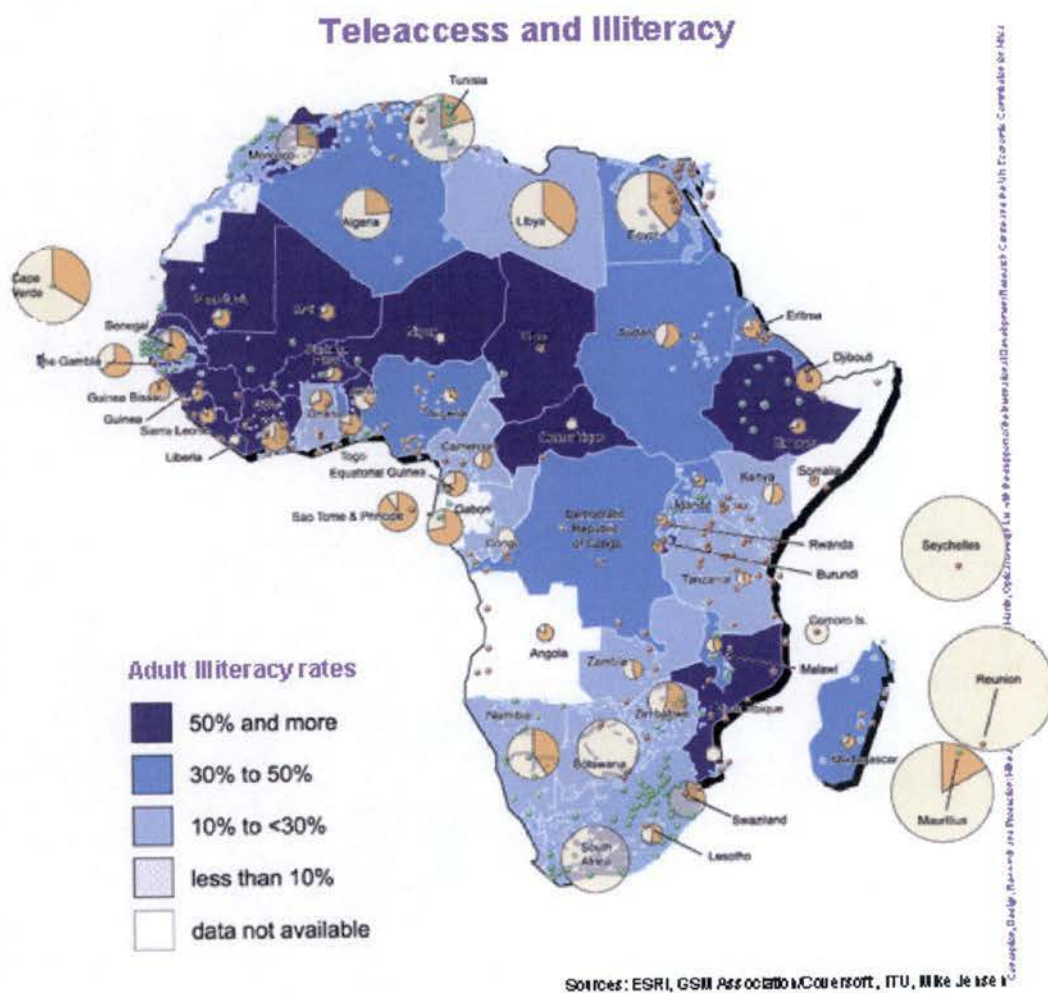 Teleaccess and Illiteracy
Tunisia
Morocco
Algeria
Libya
Egypt
Cape
Verde
Senegal
The Gambia
Guinea Bissau
Guinea
Sierra Leone
Liberia
Togo
Sudan
Eritrea
Djibouti
Cameroon
Equatorial Guinea
Sao Tome & Principe
Gabon
Congo
Democratic
Republic
of Congo
Kenya
Somalia
Rwanda
Burundi
Tanzania
Seychelles
Comoro Is.
Angola
Zambia
Malawi
Reunion
Namibia
Zimbabwe
Botswana
Madagascar
Mauritius
Swaziland
Lesotho
South
Africa
Adult Illiteracy rates
50% and more
30% to 50%
10% to <30%
less than 10%
data not available
Sources: ESRI, GSM Association/Couersoft, ITU, Mike Jensen